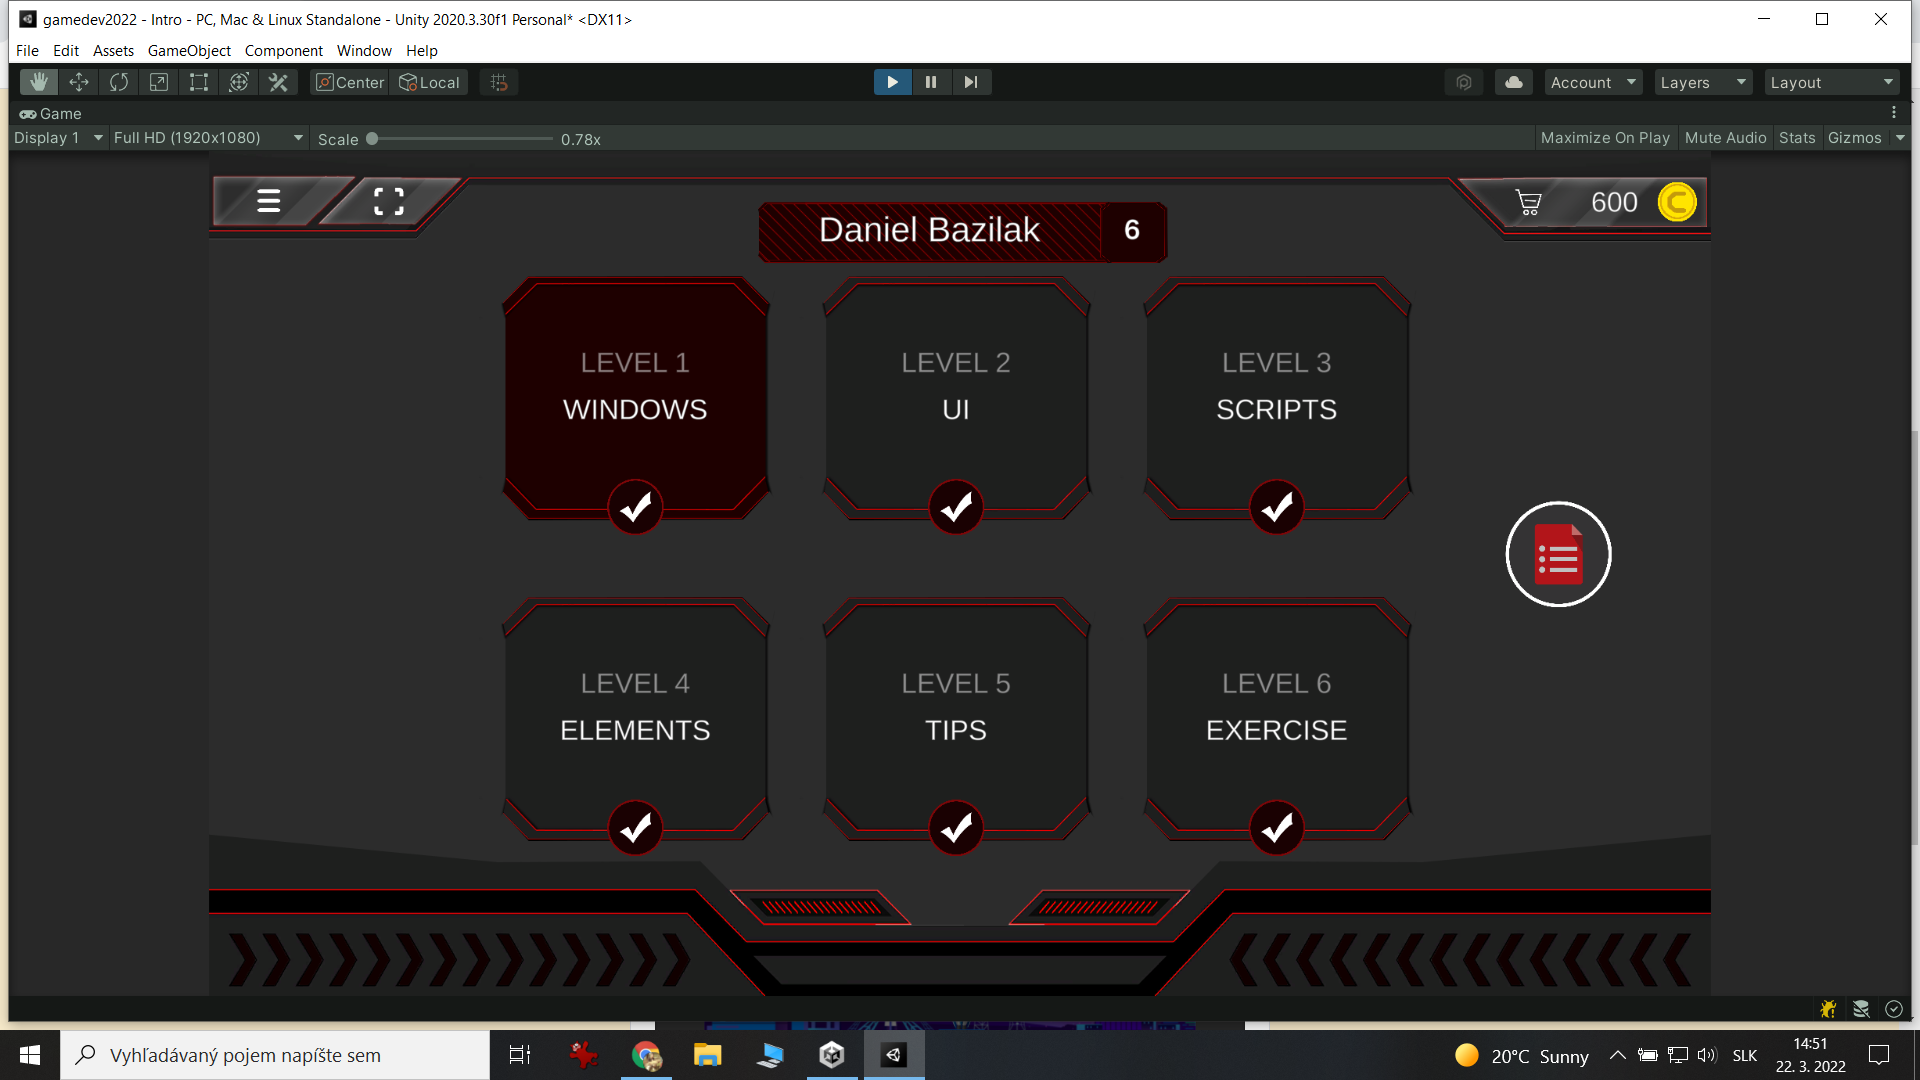 gamedev2022 - Intro - PC, Mac & Linux Standalone - Unity 2020.3.30f1 Personal* <DX11>
File Edit Assets GameObject Component Window Help
Center Local Account Layers Layout
Game
Display 1 Full HD (1920x1080) Scale 0.78x Maximize On Play Mute Audio Stats Gizmos
600 C
Daniel Bazilak 6
LEVEL 1 LEVEL 2 LEVEL 3
WINDOWS UI SCRIPTS
LEVEL 4 LEVEL 5 LEVEL 6
ELEMENTS TIPS EXERCISE
Vyhľadávaný pojem napíšte sem
20°C Sunny SLK
14:51
22. 3. 2022